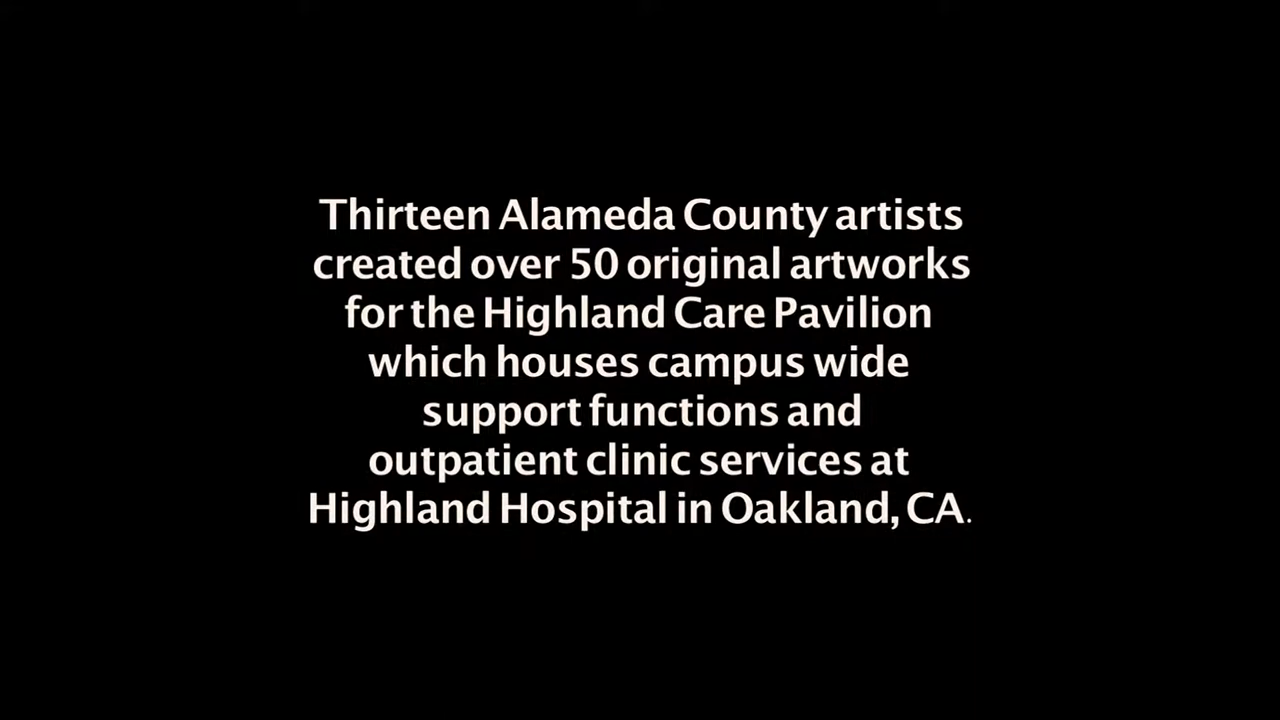 Thirteen Alameda County artists
created over 50 original artworks
for the Highland Care Pavilion
which houses campus wide
support functions and
outpatient clinic services at
Highland Hospital in Oakland, CA.